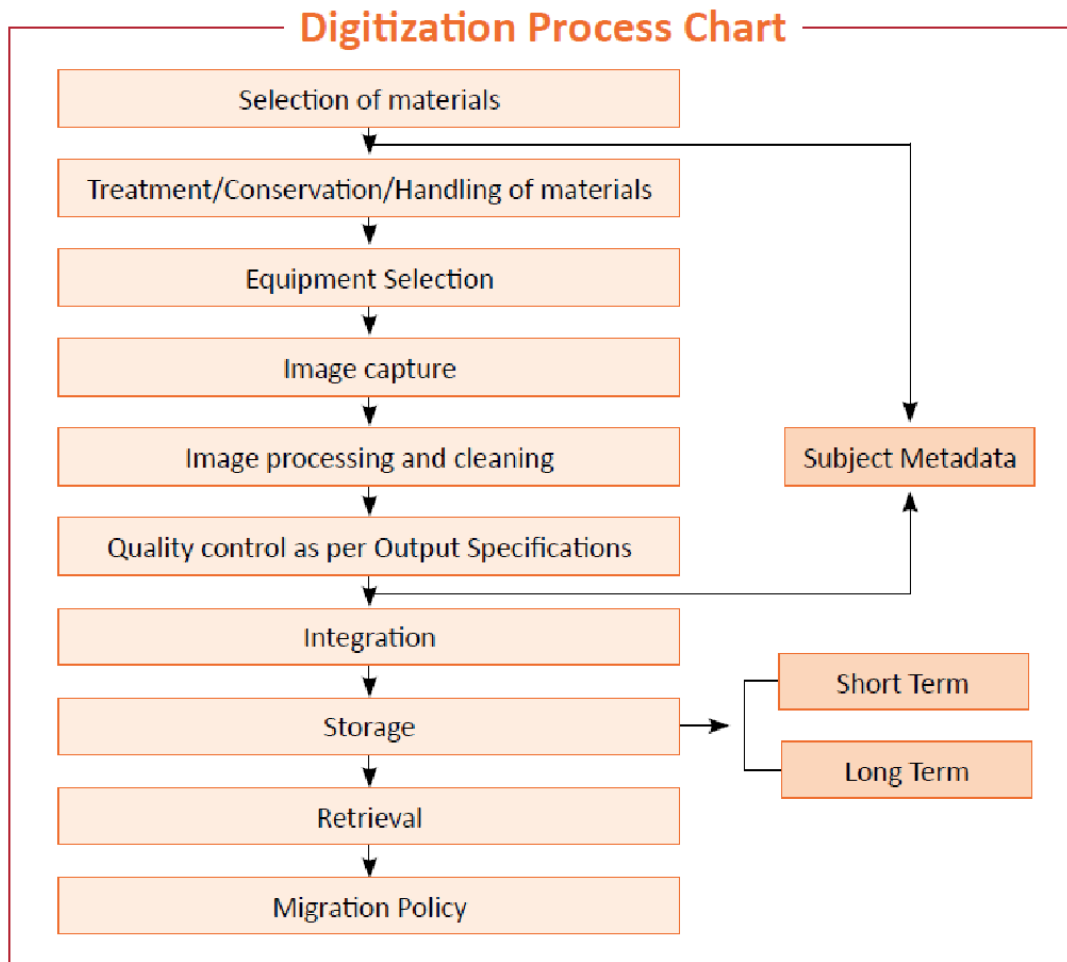 Digitization Process Chart
Selection of materials
Treatment/Conservation/Handling of materials
Equipment Selection
Image capture
Image processing and cleaning
Subject Metadata
Quality control as per Output Specifications
Integration
Short Term
Storage
Long Term
Retrieval
Migration Policy